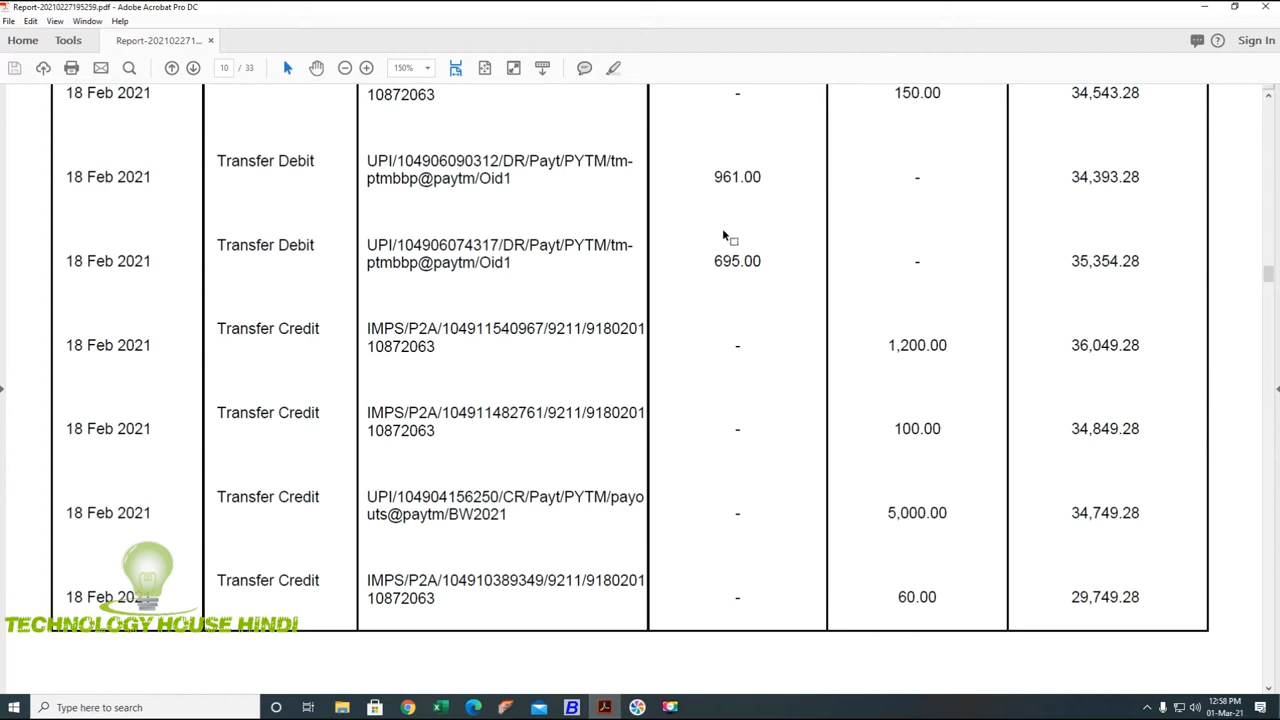 Report-20210227195259.pdf - Adobe Acrobat Pro DC
File Edit View Window Help
Home Tools Report-202102271... × Sign In
10 / 33 150%
18 Feb 2021 10872063 - 150.00 34,543.28
Transfer Debit UPI/104906090312/DR/Payt/PYTM/tm-
18 Feb 2021 ptmbbp@paytm/Oid1 961.00 - 34,393.28
Transfer Debit UPI/104906074317/DR/Payt/PYTM/tm-
18 Feb 2021 ptmbbp@paytm/Oid1 695.00 - 35,354.28
Transfer Credit IMPS/P2A/104911540967/9211/9180201
18 Feb 2021 10872063 - 1,200.00 36,049.28
Transfer Credit IMPS/P2A/104911482761/9211/9180201
18 Feb 2021 10872063 - 100.00 34,849.28
Transfer Credit UPI/104904156250/CR/Payt/PYTM/payo
18 Feb 2021 uts@paytm/BW2021 - 5,000.00 34,749.28
Transfer Credit IMPS/P2A/104910389349/9211/9180201
18 Feb 2021 10872063 - 60.00 29,749.28
TECHNOLOGY HOUSE HINDI
Type here to search 12:58 PM
01-Mar-21